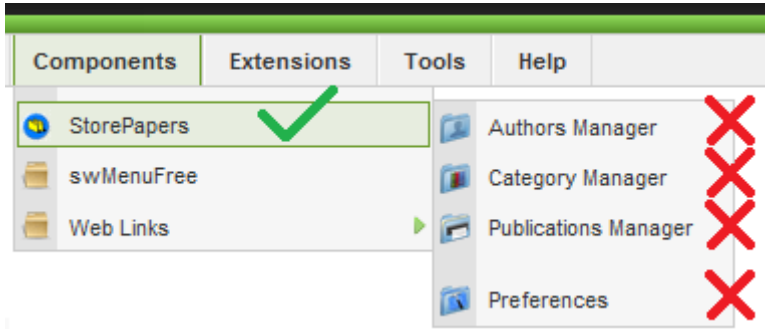 Components Extensions Tools Help
StorePapers
swMenuFree
Web Links
Authors Manager
Category Manager
Publications Manager
Preferences